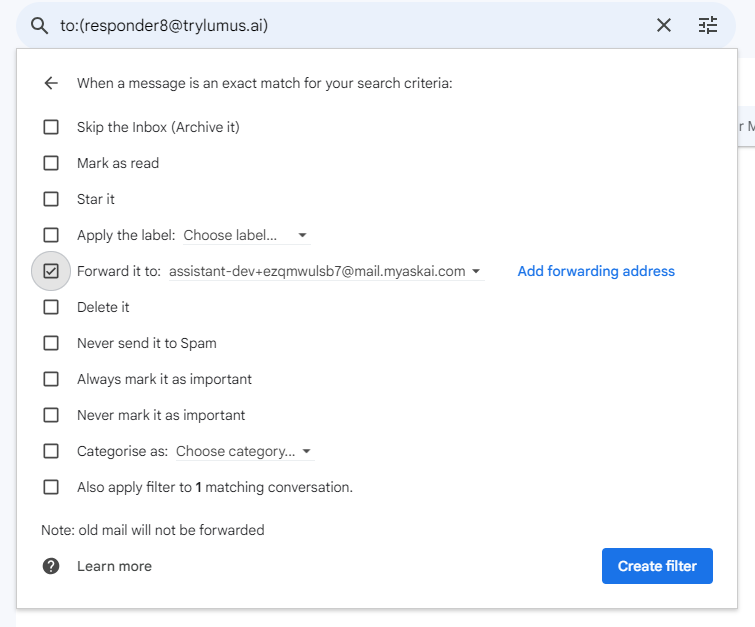 to:(responder8@trylumus.ai)
When a message is an exact match for your search criteria:
Skip the Inbox (Archive it)
Mark as read
Star it
Apply the label: Choose label...
Forward it to: assistant-dev+ezqmwulsb7@mail.myaskai.com Add forwarding address
Delete it
Never send it to Spam
Always mark it as important
Never mark it as important
Categorise as: Choose category...
Also apply filter to 1 matching conversation.
Note: old mail will not be forwarded
Learn more
Create filter